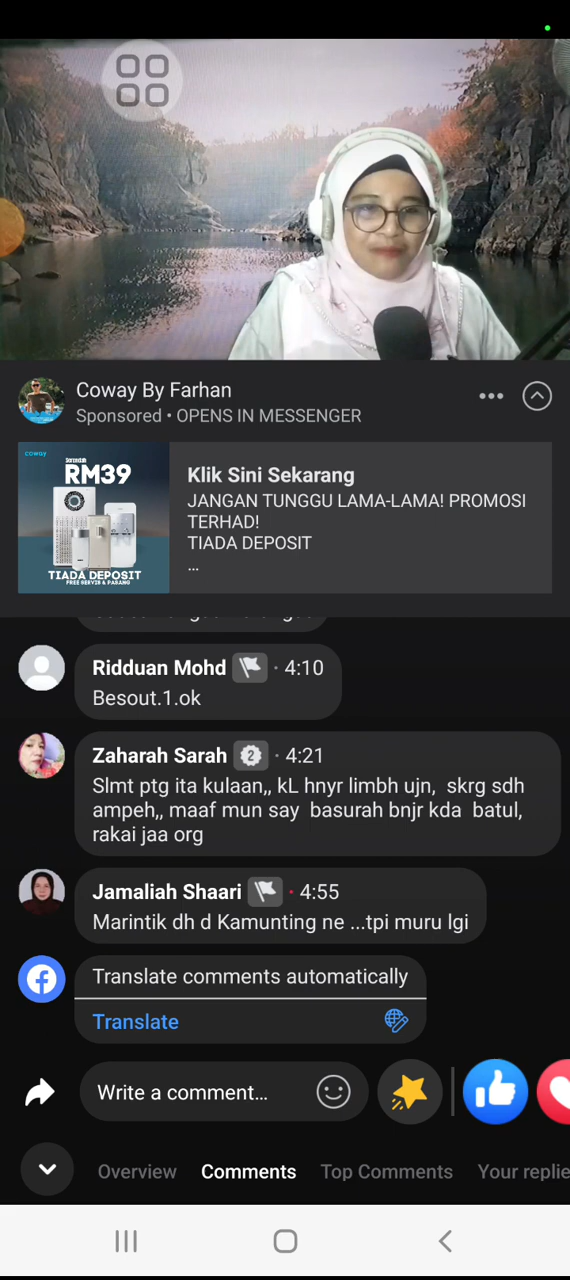 Coway By Farhan
Sponsored • OPENS IN MESSENGER
coway
Serendah
RM39
TIADA DEPOSIT
FREE SERVIS & PASANG
Klik Sini Sekarang
JANGAN TUNGGU LAMA-LAMA! PROMOSI
TERHAD!
TIADA DEPOSIT
...
Ridduan Mohd · 4:10
Besout.1.ok
Zaharah Sarah 2 · 4:21
Slmt ptg ita kulaan,, kL hnyr limbh ujn, skrg sdh
ampeh,, maaf mun say basurah bnjr kda batul,
rakai jaa org
Jamaliah Shaari · 4:55
Marintik dh d Kamunting ne ...tpi muru lgi
Translate comments automatically
Translate
Write a comment...
Overview Comments Top Comments Your replie